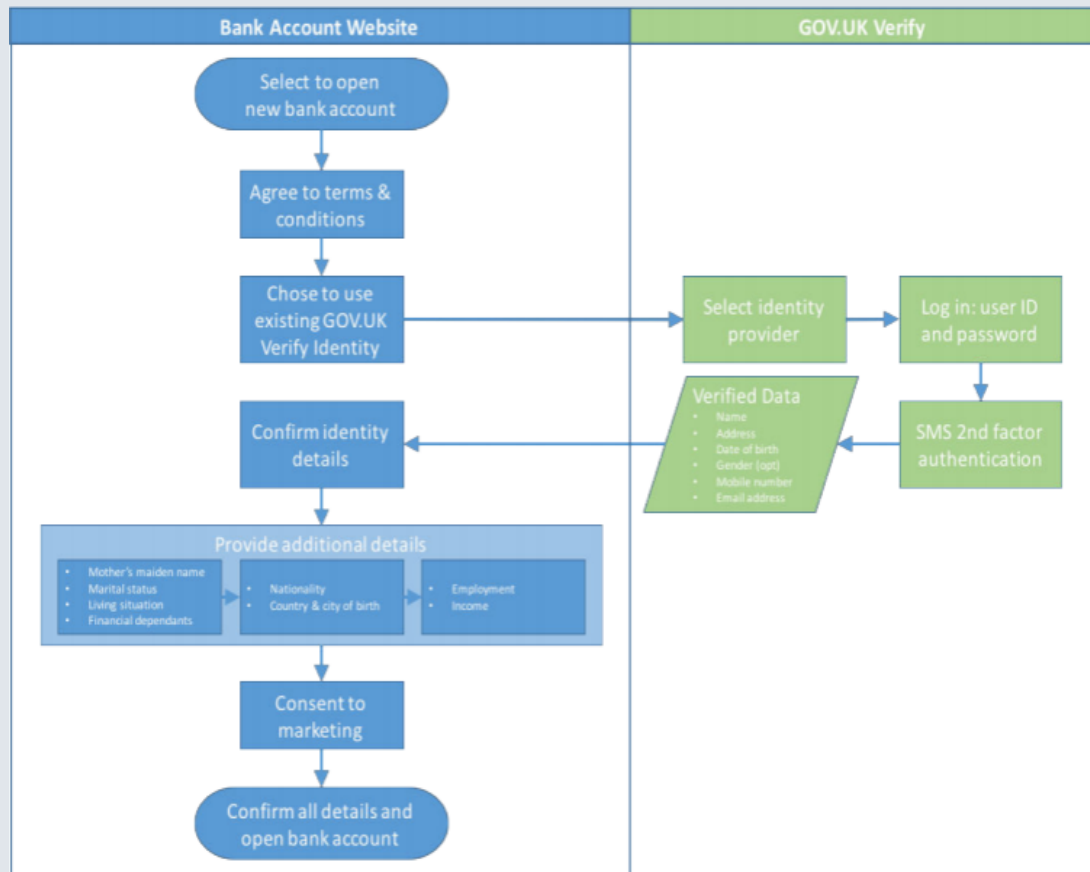 Bank Account Website
GOV.UK Verify
Select to open
new bank account
Agree to terms &
conditions
Chose to use
existing GOV.UK
Verify Identity
Select identity
provider
Log in: user ID
and password
SMS 2nd factor
authentication
Verified Data
• Name
• Address
• Date of birth
• Gender (opt)
• Mobile number
• Email address
Confirm identity
details
Provide additional details
• Mother's maiden name
• Marital status
• Living situation
• Financial dependants
• Nationality
• Country & city of birth
• Employment
• Income
Consent to
marketing
Confirm all details and
open bank account